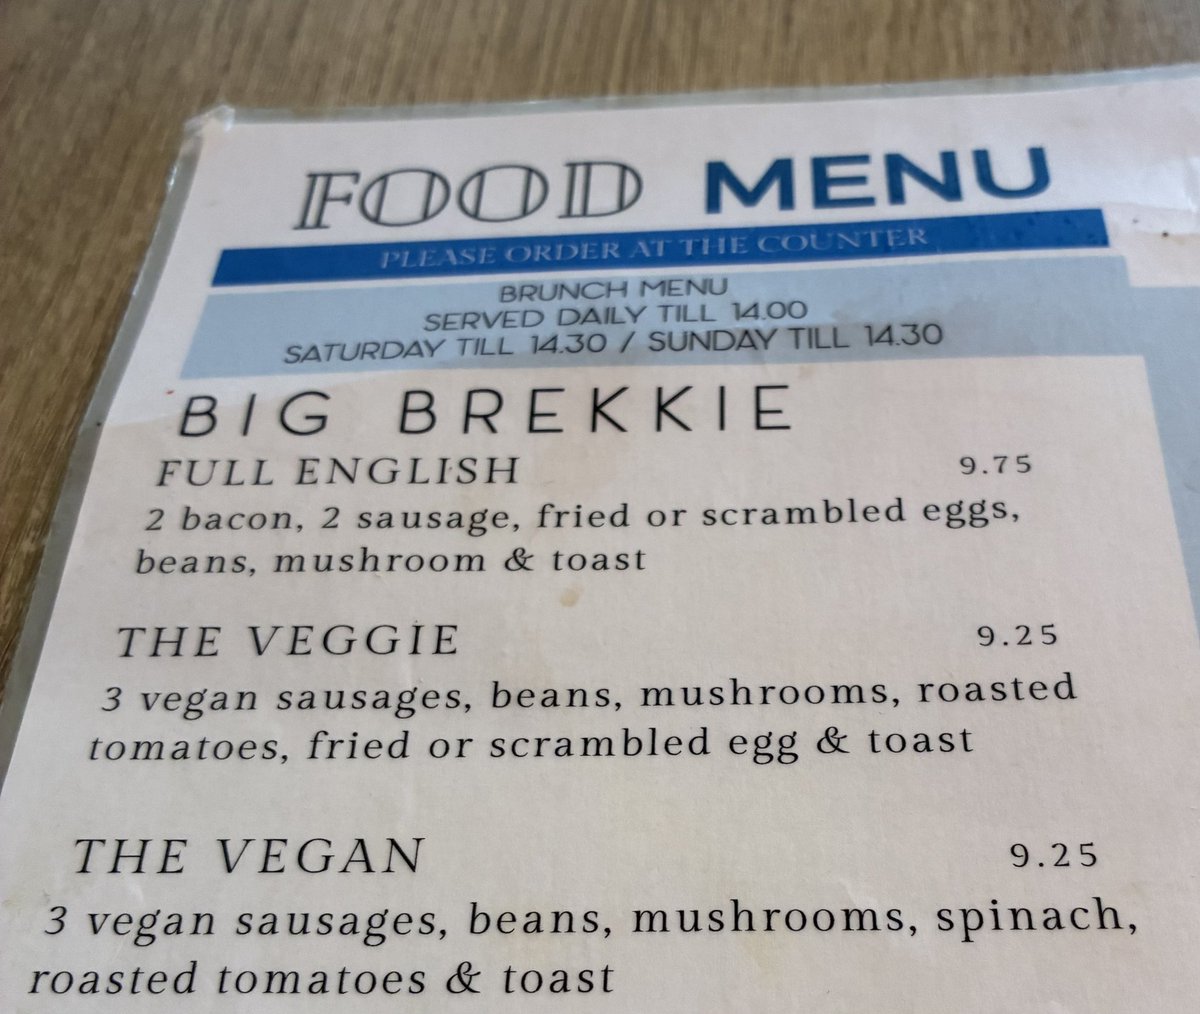 FOOD MENU
PLEASE ORDER AT THE COUNTER
BRUNCH MENU
SERVED DAILY TILL 14.00
SATURDAY TILL 14.30 / SUNDAY TILL 14.30
BIG BREKKIE
FULL ENGLISH 9.75
2 bacon, 2 sausage, fried or scrambled eggs,
beans, mushroom & toast
THE VEGGIE 9.25
3 vegan sausages, beans, mushrooms, roasted
tomatoes, fried or scrambled egg & toast
THE VEGAN 9.25
3 vegan sausages, beans, mushrooms, spinach,
roasted tomatoes & toast